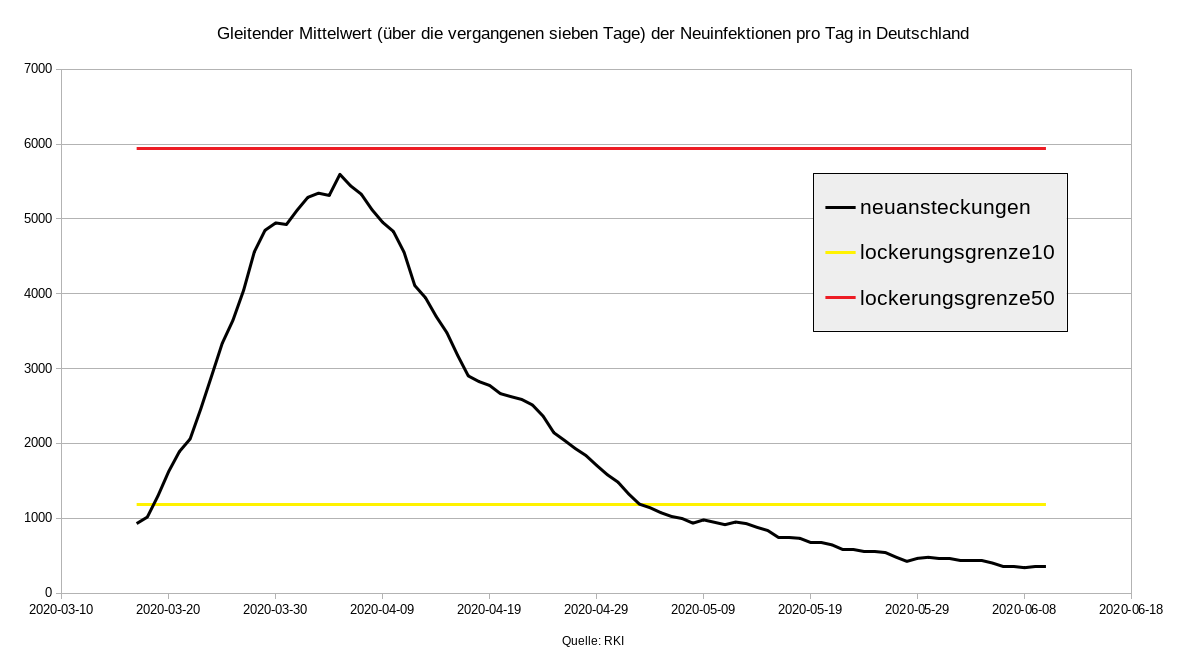 Gleitender Mittelwert (über die vergangenen sieben Tage) der Neuinfektionen pro Tag in Deutschland
7000
6000
5000
4000
3000
2000
1000
0
neuansteckungen
lockerungsgrenze10
lockerungsgrenze50
2020-03-10 2020-03-20 2020-03-30 2020-04-09 2020-04-19 2020-04-29 2020-05-09 2020-05-19 2020-05-29 2020-06-08 2020-06-18
Quelle: RKI